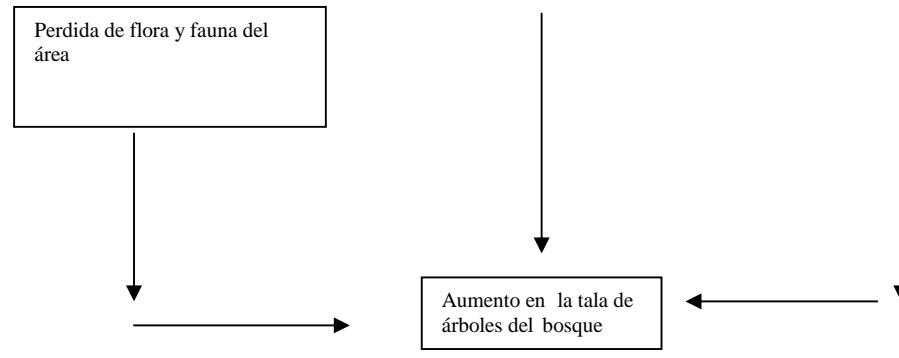 Perdida de flora y fauna del
área
Aumento en la tala de
árboles del bosque